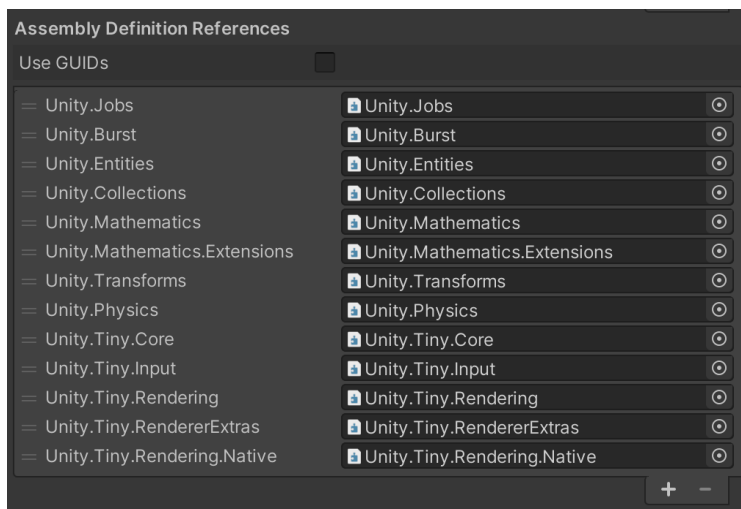 Assembly Definition References
Use GUIDs
Unity.Jobs Unity.Jobs
Unity.Burst Unity.Burst
Unity.Entities Unity.Entities
Unity.Collections Unity.Collections
Unity.Mathematics Unity.Mathematics
Unity.Mathematics.Extensions Unity.Mathematics.Extensions
Unity.Transforms Unity.Transforms
Unity.Physics Unity.Physics
Unity.Tiny.Core Unity.Tiny.Core
Unity.Tiny.Input Unity.Tiny.Input
Unity.Tiny.Rendering Unity.Tiny.Rendering
Unity.Tiny.RendererExtras Unity.Tiny.RendererExtras
Unity.Tiny.Rendering.Native Unity.Tiny.Rendering.Native